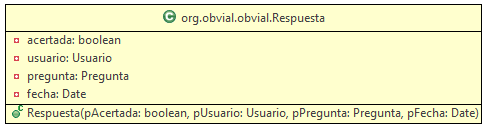 org.obvial.obvial.Respuesta
acertada: boolean
usuario: Usuario
pregunta: Pregunta
fecha: Date
Respuesta(pAcertada: boolean, pUsuario: Usuario, pPregunta: Pregunta, pFecha: Date)